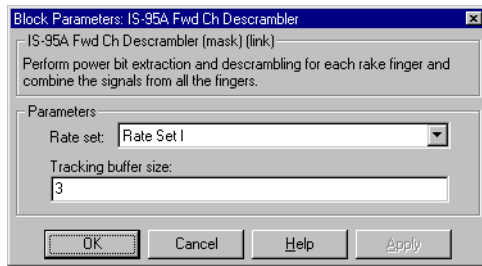 Block Parameters: IS-95A Fwd Ch Descrambler
IS-95A Fwd Ch Descrambler (mask) (link)
Perform power bit extraction and descrambling for each rake finger and
combine the signals from all the fingers.
Parameters
Rate set: Rate Set I
Tracking buffer size:
3
OK Cancel Help Apply